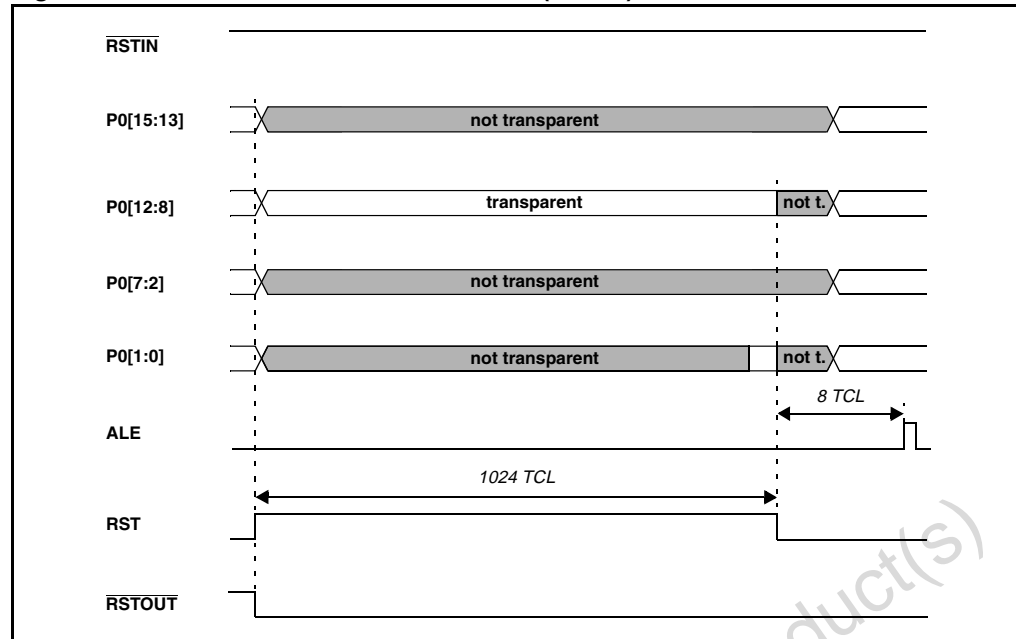 RSTIN
P0[15:13] not transparent
P0[12:8] transparent not t.
P0[7:2] not transparent
P0[1:0] not transparent not t.
8 TCL
ALE
1024 TCL
RST
duct(s)
RSTOUT